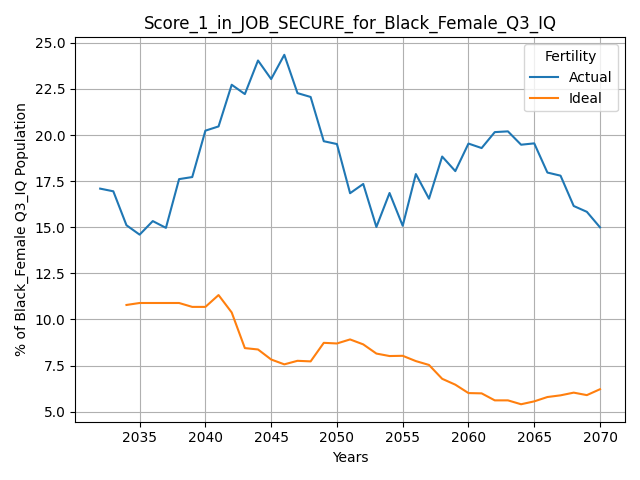 Score_1_in_JOB_SECURE_for_Black_Female_Q3_IQ
25.0
22.5
20.0
17.5
15.0
12.5
10.0
7.5
5.0
% of Black_Female Q3_IQ Population
Fertility
Actual
Ideal
2035 2040 2045 2050 2055 2060 2065 2070
Years